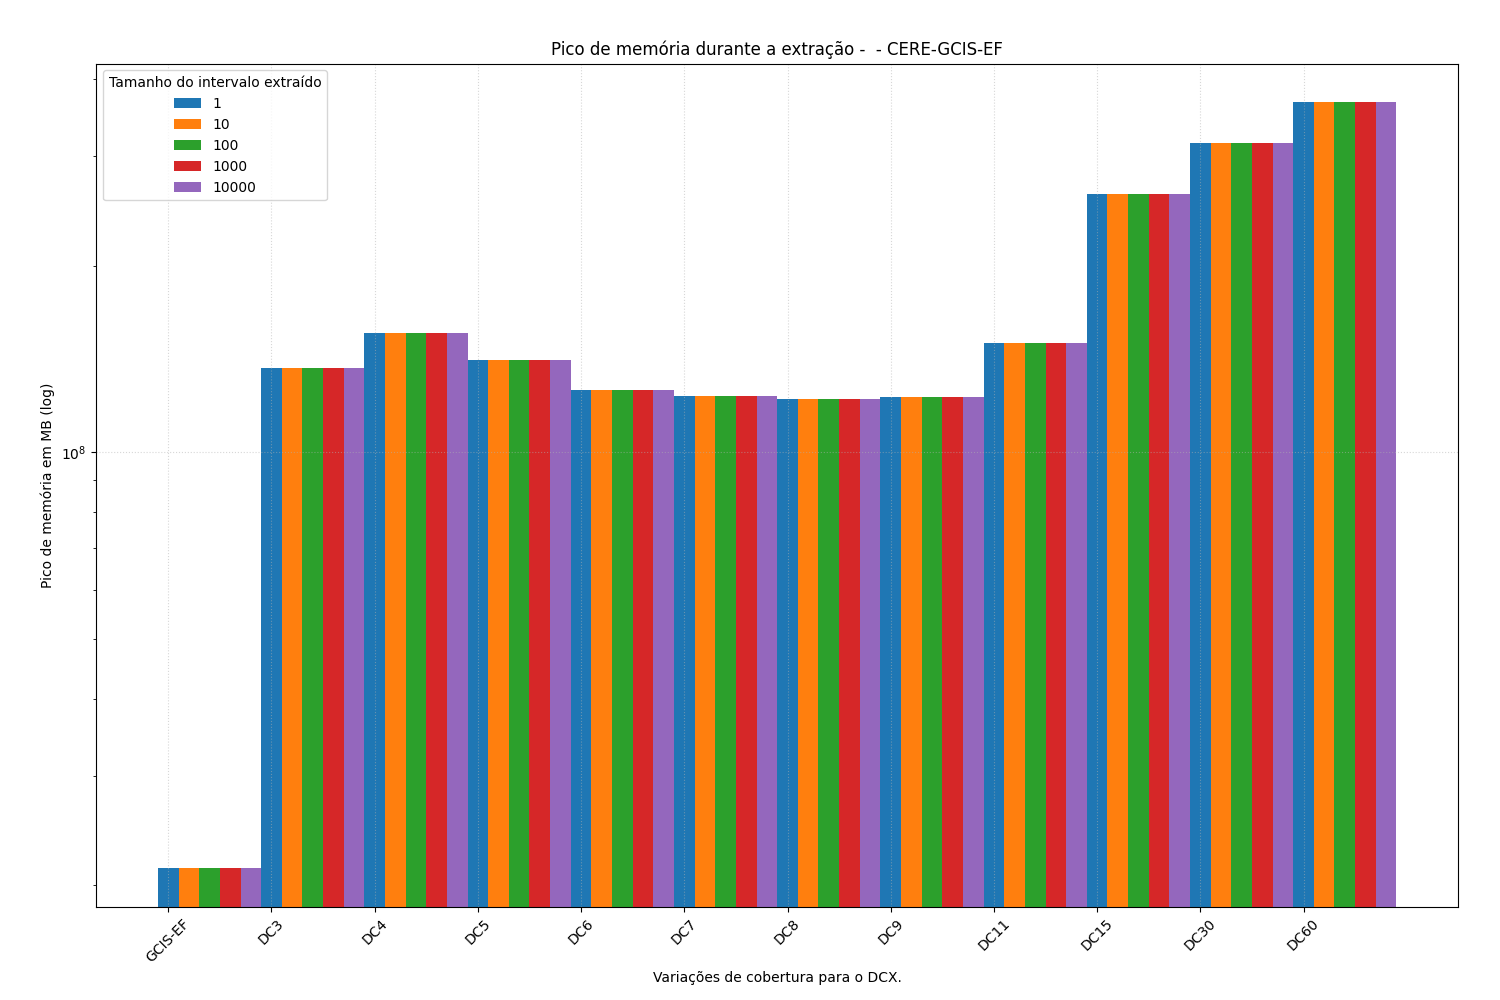 Pico de memória durante a extração -  - CERE-GCIS-EF
Tamanho do intervalo extraído
1
10
100
1000
10000
Pico de memória em MB (log)
10⁸
GCIS-EF
DC3
DC4
DC5
DC6
DC7
DC8
DC9
DC11
DC15
DC30
DC60
Variações de cobertura para o DCX.